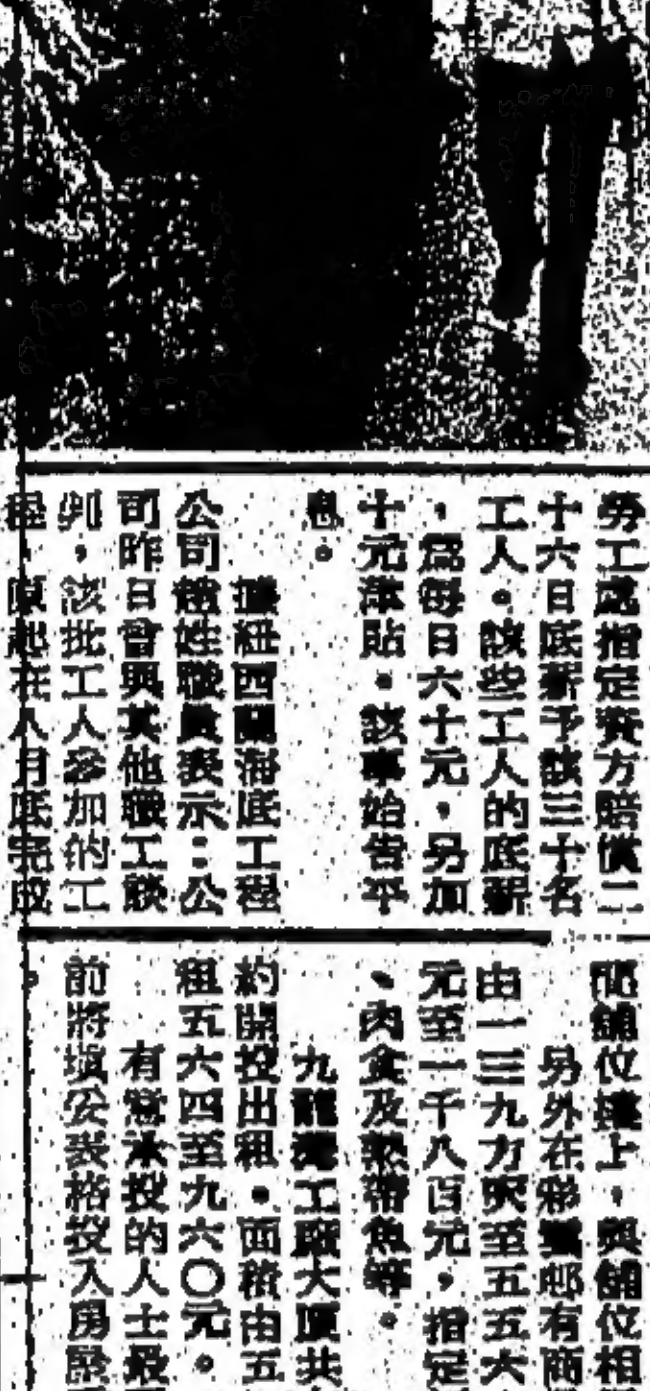 勞工處指定資方賠償二
十六日底薪予該三十名
工人。該些工人的底薪
，爲每日六十元，另加
十元津貼。該事始告平
息。
據紐西蘭海底工程
公司 姓職員表示：公
司昨日曾與其他職工談
判，該批工人參加的工
程，原 在八月底完成
間舖位 上，與舖位相
另外在彩 邨有商
由一三九方呎至五五六
元至一千八百元，指定
、肉食及 魚等。
九龍灣工廠大廈共
約開投出租。面積由五
租五六四至九六〇元。
有 投的人士最
前將填妥表格投入房